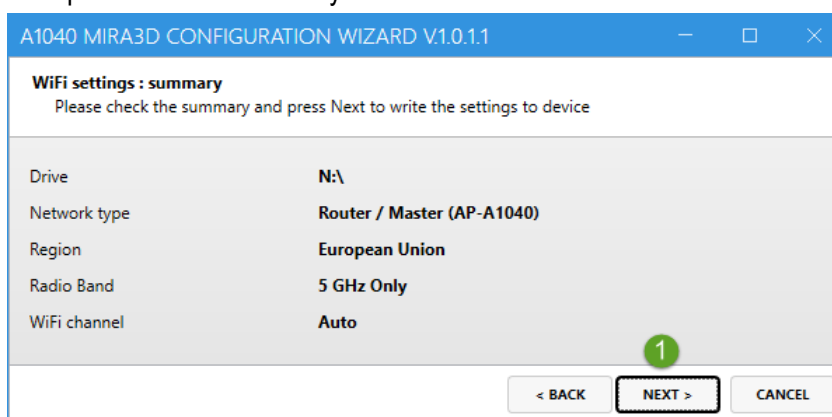 A1040 MIRA3D CONFIGURATION WIZARD V.1.0.1.1
WiFi settings : summary
Please check the summary and press Next to write the settings to device
Drive N:\
Network type Router / Master (AP-A1040)
Region European Union
Radio Band 5 GHz Only
WiFi channel Auto
1
< BACK NEXT > CANCEL